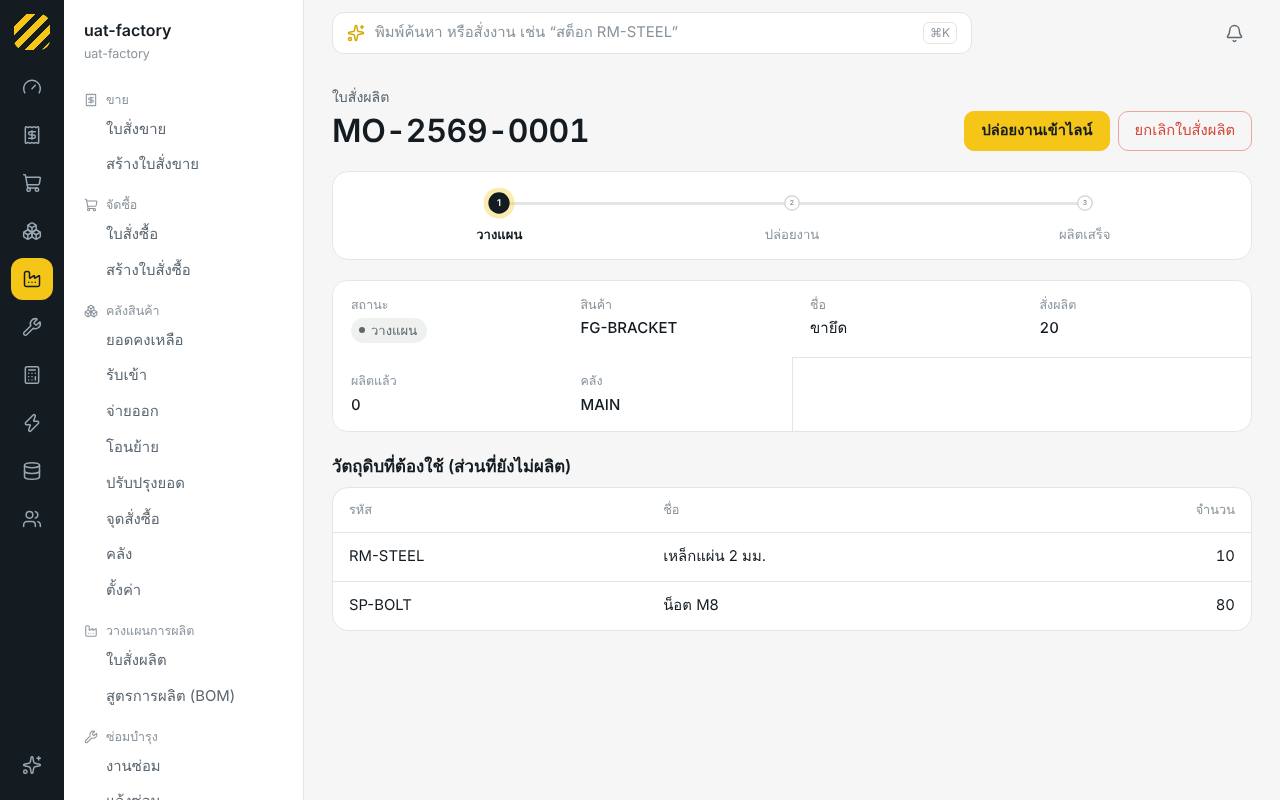 uat-factory
uat-factory
ขาย
ใบสั่งขาย
สร้างใบสั่งขาย
จัดซื้อ
ใบสั่งซื้อ
สร้างใบสั่งซื้อ
คลังสินค้า
ยอดคงเหลือ
รับเข้า
จ่ายออก
โอนย้าย
ปรับปรุงยอด
จุดสั่งซื้อ
คลัง
ตั้งค่า
วางแผนการผลิต
ใบสั่งผลิต
สูตรการผลิต (BOM)
ซ่อมบำรุง
งานซ่อม
พิมพ์ค้นหา หรือสั่งงาน เช่น “สต็อก RM-STEEL” ⌘K
ใบสั่งผลิต
MO-2569-0001
ปล่อยงานเข้าไลน์ ยกเลิกใบสั่งผลิต
1 2 3
วางแผน ปล่อยงาน ผลิตเสร็จ
สถานะ สินค้า ชื่อ สั่งผลิต
วางแผน FG-BRACKET ขายึด 20
ผลิตแล้ว คลัง
0 MAIN
วัตถุดิบที่ต้องใช้ (ส่วนที่ยังไม่ผลิต)
รหัส ชื่อ จำนวน
RM-STEEL เหล็กแผ่น 2 มม. 10
SP-BOLT น็อต M8 80